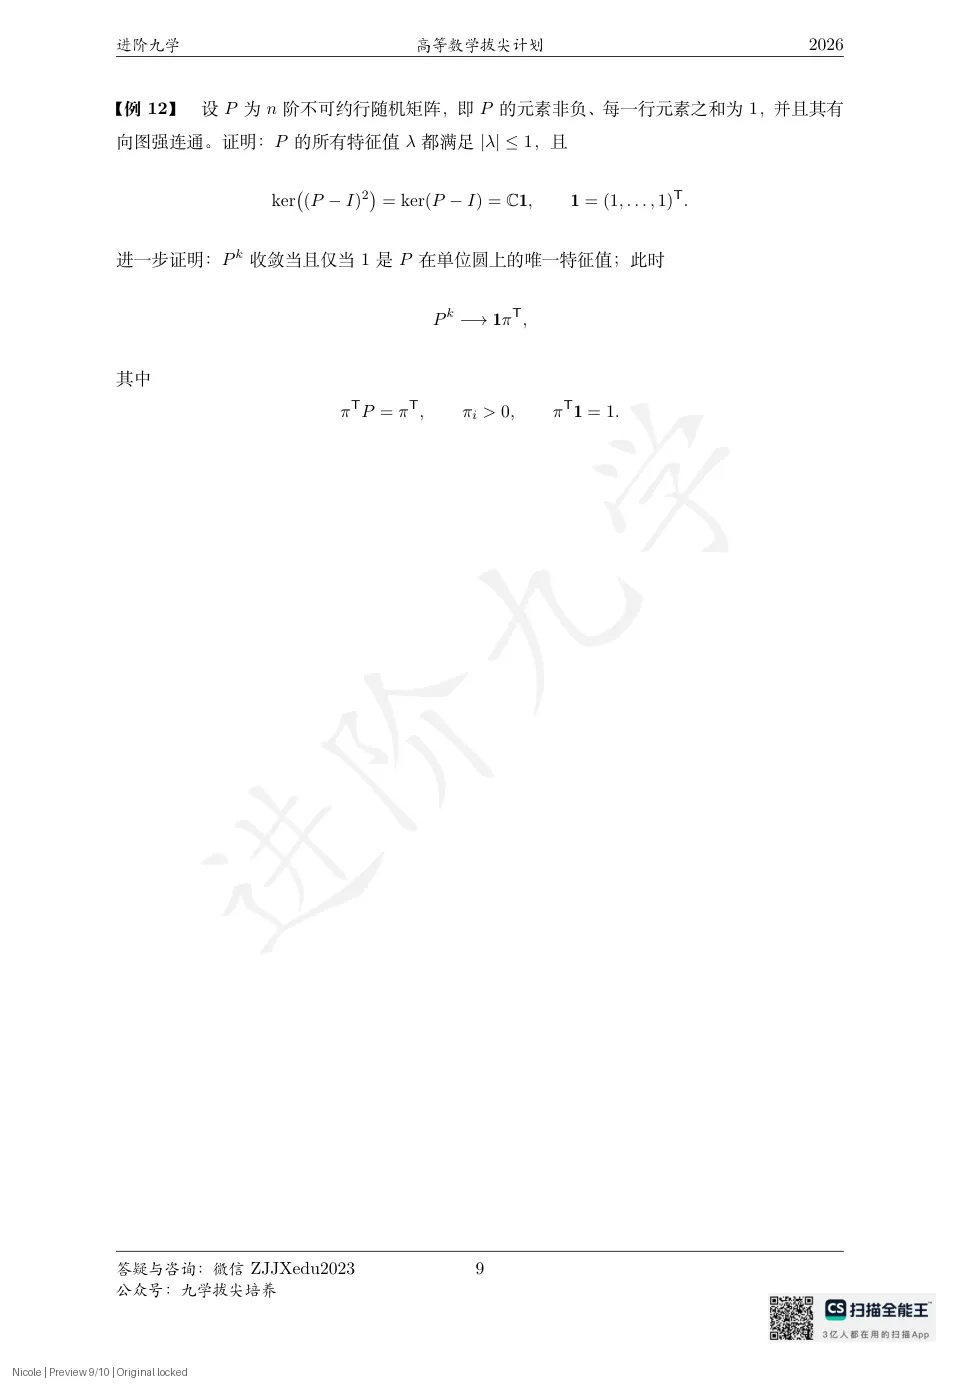 进阶九学 高等数学拔尖计划 2026
【例 12】 设 P 为 n 阶不可约行随机矩阵，即 P 的元素非负、每一行元素之和为 1，并且其有
向图强连通。证明：P 的所有特征值 λ 都满足 |λ| ≤ 1，且
ker((P − I)²) = ker(P − I) = ℂ𝟏, 𝟏 = (1, . . . , 1)ᵀ.
进一步证明：Pᵏ 收敛当且仅当 1 是 P 在单位圆上的唯一特征值；此时
Pᵏ ⟶ 𝟏πᵀ,
其中
πᵀP = πᵀ, πᵢ > 0, πᵀ𝟏 = 1.
进阶九学
答疑与咨询：微信 ZJJXedu2023 9
公众号：九学拔尖培养
CS 扫描全能王™
3亿人都在用的扫描App
Nicole | Preview 9/10 | Original locked